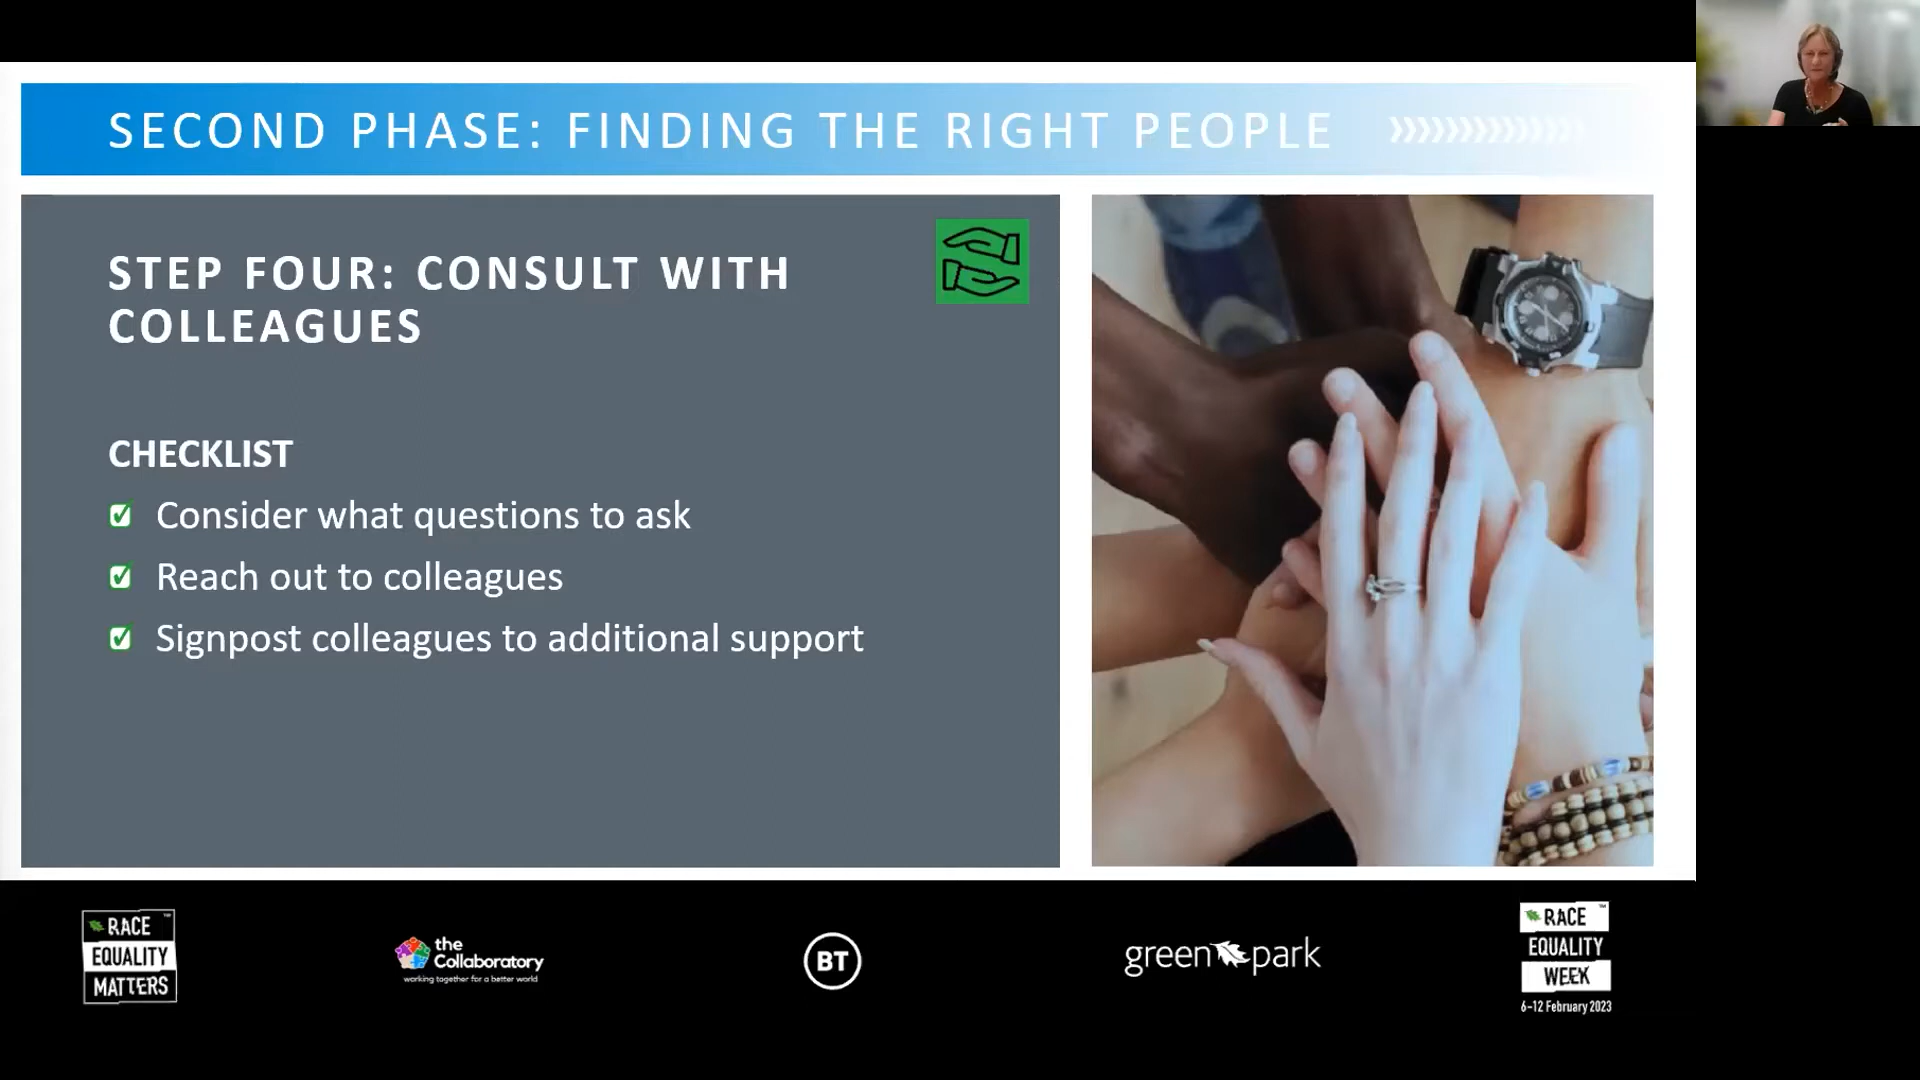 SECOND PHASE: FINDING THE RIGHT PEOPLE
STEP FOUR: CONSULT WITH
COLLEAGUES
CHECKLIST
Consider what questions to ask
Reach out to colleagues
Signpost colleagues to additional support
RACE
EQUALITY
MATTERS
the
Collaboratory
working together for a better world
BT
green park
RACE
EQUALITY
WEEK
6-12 February 2023